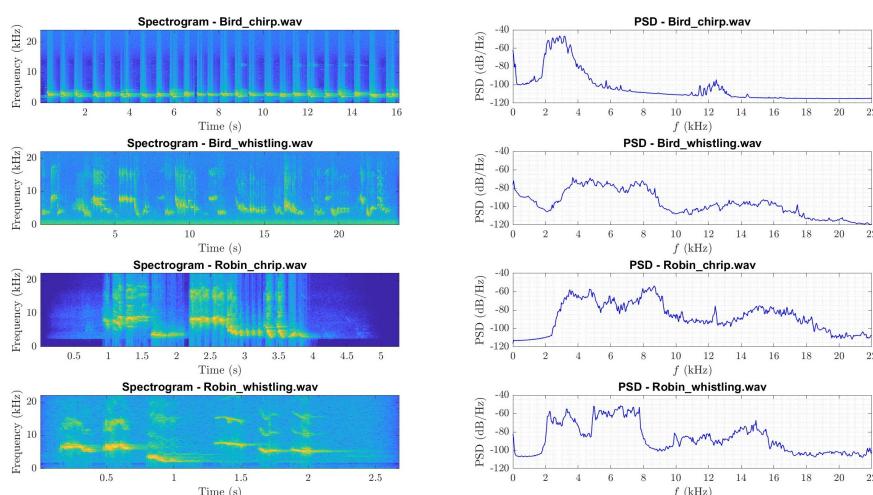 Spectrogram - Bird_chirp.wav
Frequency (kHz)
20
10
0
2 4 6 8 10 12 14 16
Time (s)
PSD - Bird_chirp.wav
PSD (dB/Hz)
-40
-60
-80
-100
-120
0 2 4 6 8 10 12 14 16 18 20 22
f (kHz)
Spectrogram - Bird_whistling.wav
Frequency (kHz)
20
10
0
5 10 15 20
Time (s)
PSD - Bird_whistling.wav
PSD (dB/Hz)
-40
-60
-80
-100
-120
0 2 4 6 8 10 12 14 16 18 20 22
f (kHz)
Spectrogram - Robin_chrip.wav
Frequency (kHz)
20
10
0
0.5 1 1.5 2 2.5 3 3.5 4 4.5 5
Time (s)
PSD - Robin_chrip.wav
PSD (dB/Hz)
-40
-60
-80
-100
-120
0 2 4 6 8 10 12 14 16 18 20 22
f (kHz)
Spectrogram - Robin_whistling.wav
Frequency (kHz)
20
10
0
0.5 1 1.5 2 2.5
Time (s)
PSD - Robin_whistling.wav
PSD (dB/Hz)
-40
-60
-80
-100
-120
0 2 4 6 8 10 12 14 16 18 20 22
f (kHz)